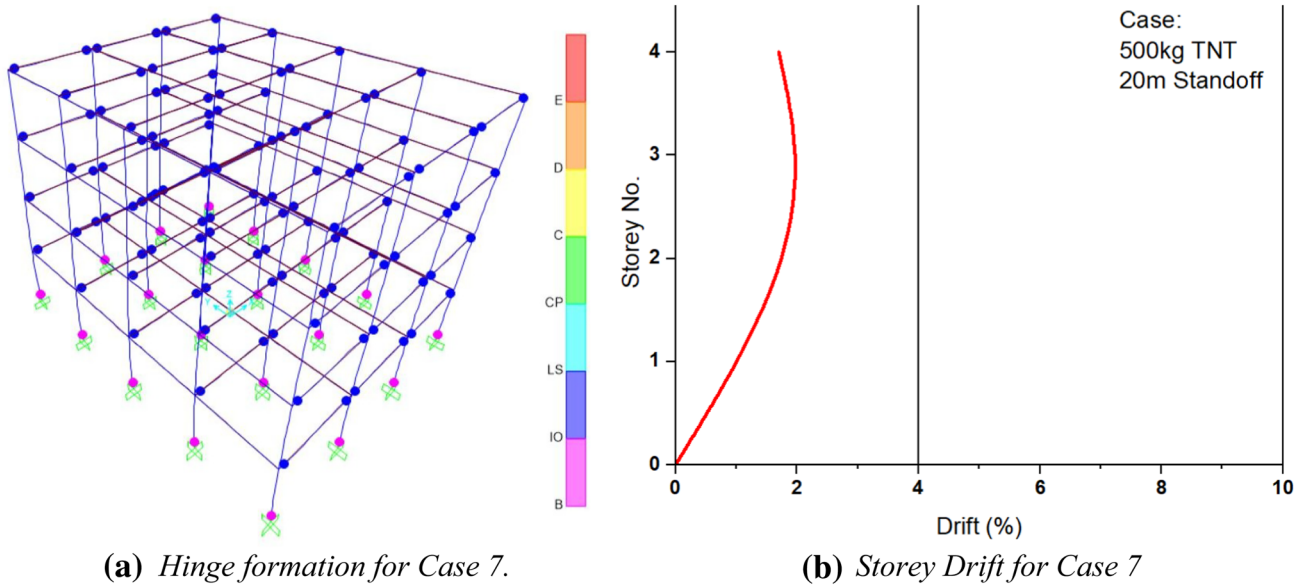 E
D
C
CP
LS
IO
B
Z
Y
Case:
500kg TNT
20m Standoff
Storey No.
4
3
2
1
0
0 2 4 6 8 10
Drift (%)
(a) Hinge formation for Case 7.
(b) Storey Drift for Case 7